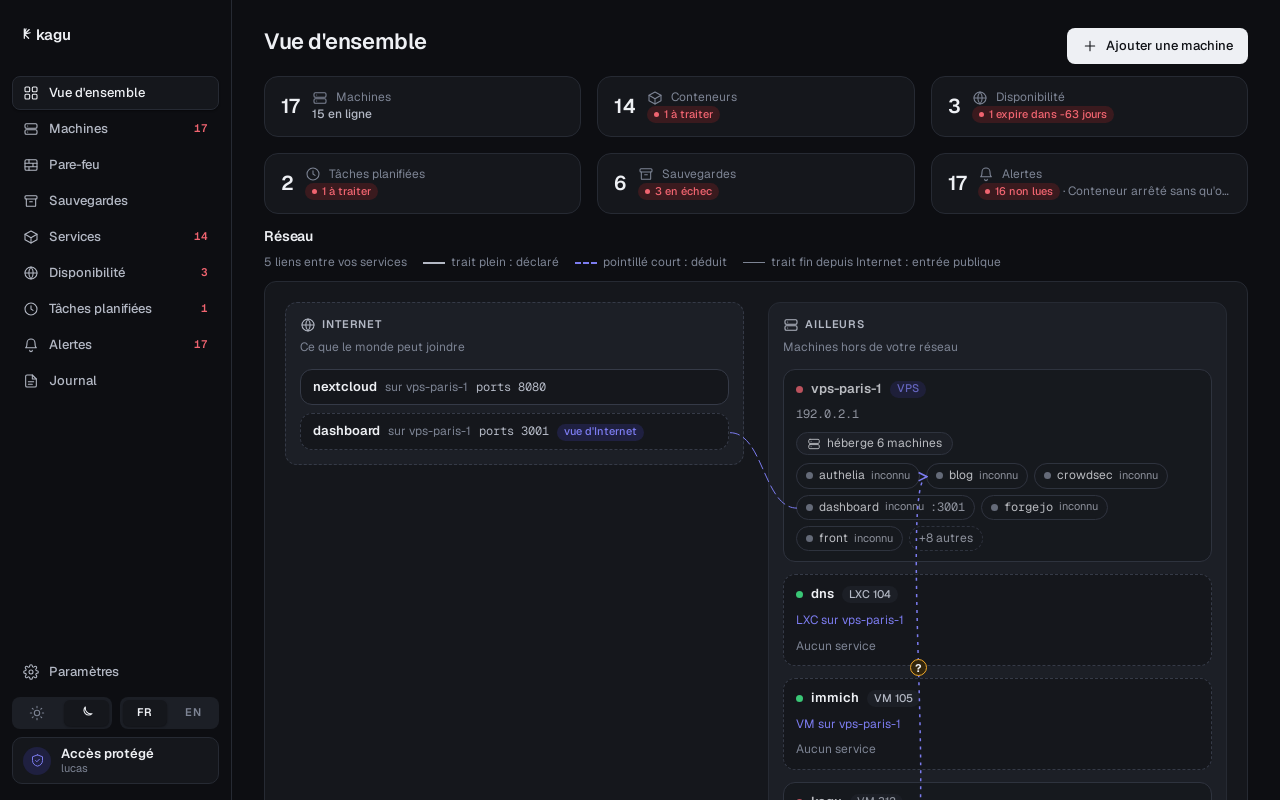 kagu
Vue d'ensemble
Machines 17
Pare-feu
Sauvegardes
Services 14
Disponibilité 3
Tâches planifiées 1
Alertes 17
Journal
Paramètres
FR EN
Accès protégé
lucas
Vue d'ensemble
Ajouter une machine
17 Machines
15 en ligne
14 Conteneurs
1 à traiter
3 Disponibilité
1 expire dans -63 jours
2 Tâches planifiées
1 à traiter
6 Sauvegardes
3 en échec
17 Alertes
16 non lues · Conteneur arrêté sans qu'o…
Réseau
5 liens entre vos services trait plein : déclaré pointillé court : déduit trait fin depuis Internet : entrée publique
INTERNET
Ce que le monde peut joindre
nextcloud sur vps-paris-1 ports 8080
dashboard sur vps-paris-1 ports 3001 vue d'Internet
AILLEURS
Machines hors de votre réseau
vps-paris-1 VPS
192.0.2.1
héberge 6 machines
authelia inconnu blog inconnu crowdsec inconnu
dashboard inconnu :3001 forgejo inconnu
front inconnu +8 autres
dns LXC 104
LXC sur vps-paris-1
Aucun service
?
immich VM 105
VM sur vps-paris-1
Aucun service